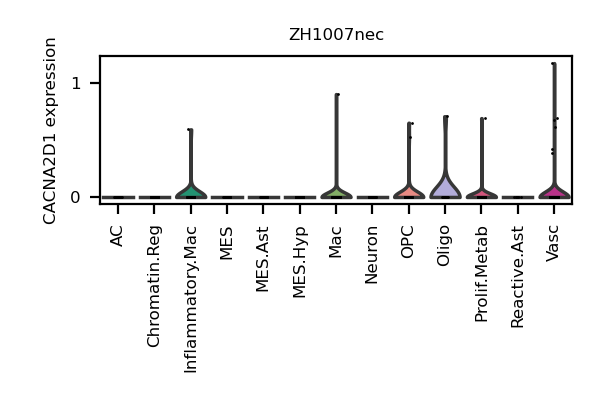 ZH1007nec
CACNA2D1 expression
1
0
AC
Chromatin.Reg
Inflammatory.Mac
MES
MES.Ast
MES.Hyp
Mac
Neuron
OPC
Oligo
Prolif.Metab
Reactive.Ast
Vasc